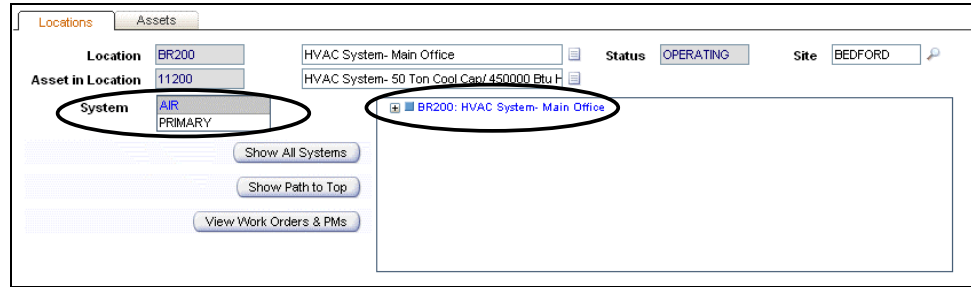 Locations Assets
Location BR200 HVAC System- Main Office Status OPERATING Site BEDFORD
Asset in Location 11200 HVAC System- 50 Ton Cool Cap/ 450000 Btu H
System AIR BR200: HVAC System- Main Office
PRIMARY
Show All Systems
Show Path to Top
View Work Orders & PMs